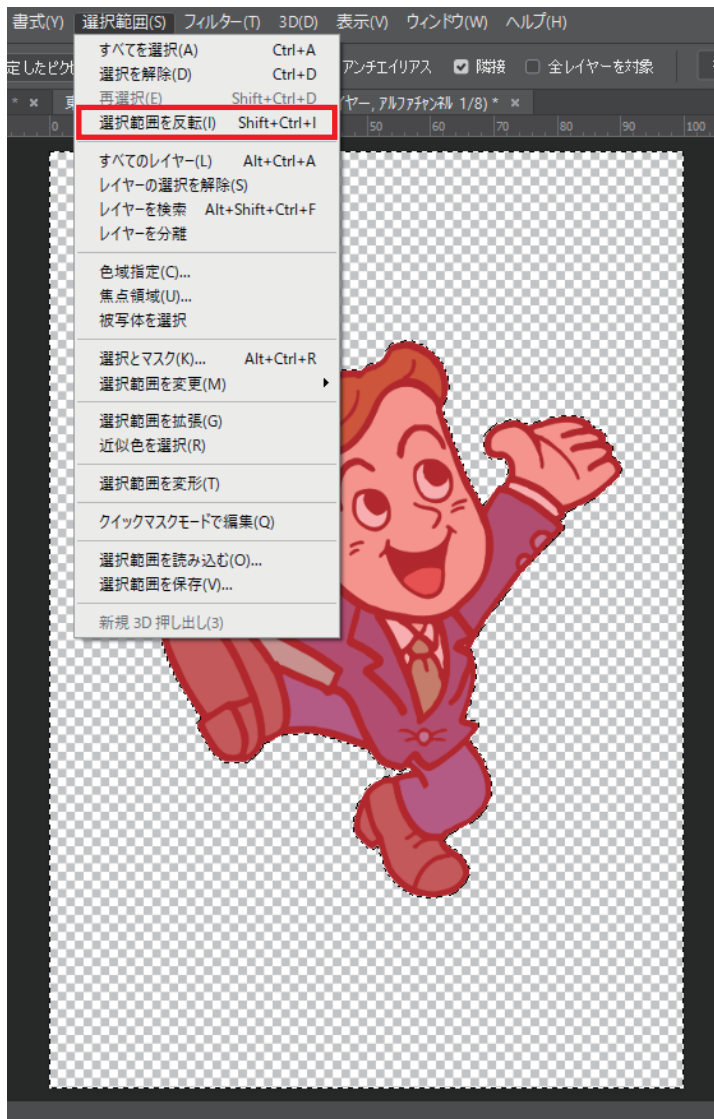 書式(Y) 選択範囲(S) フィルター(T) 3D(D) 表示(V) ウィンドウ(W) ヘルプ(H)
アンチエイリアス 隣接 全レイヤーを対象
* × 東 イヤー, アルファチャンネル 1/8) * ×
0 50 60 70 80 90 100
すべてを選択(A) Ctrl+A
選択を解除(D) Ctrl+D
再選択(E) Shift+Ctrl+D
選択範囲を反転(I) Shift+Ctrl+I
すべてのレイヤー(L) Alt+Ctrl+A
レイヤーの選択を解除(S)
レイヤーを検索 Alt+Shift+Ctrl+F
レイヤーを分離
色域指定(C)...
焦点領域(U)...
被写体を選択
選択とマスク(K)... Alt+Ctrl+R
選択範囲を変更(M)
選択範囲を拡張(G)
近似色を選択(R)
選択範囲を変形(T)
クイックマスクモードで編集(Q)
選択範囲を読み込む(O)...
選択範囲を保存(V)...
新規 3D 押し出し(3)